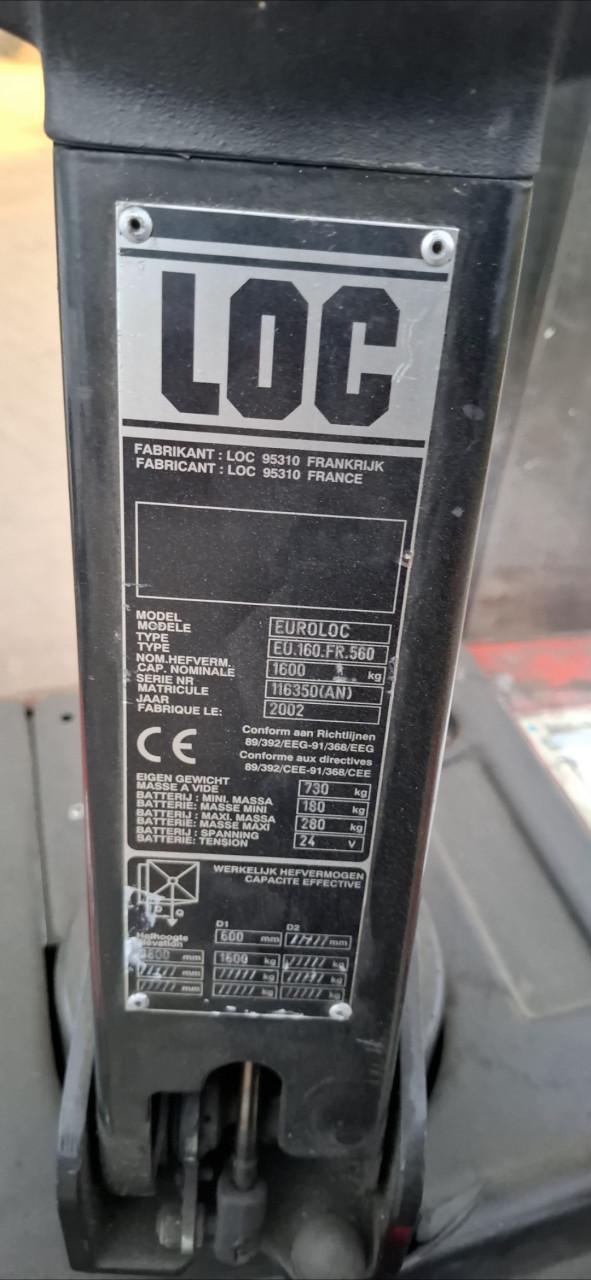 LOC
FABRIKANT : LOC 95310 FRANKRIJK
FABRICANT : LOC 95310 FRANCE
MODEL
MODELE EUROLOC
TYPE
TYPE EU.160.FR.560
NOM.HEFVERM.
CAP. NOMINALE 1600 kg
SERIE NR
MATRICULE 116350(AN)
JAAR
FABRIQUE LE: 2002
CE
Conform aan Richtlijnen
89/392/EEG-91/368/EEG
Conforme aux directives
89/392/CEE-91/368/CEE
EIGEN GEWICHT
MASSE A VIDE 730 kg
BATTERIJ : MINI. MASSA
BATTERIE: MASSE MINI 180 kg
BATTERIJ : MAXI. MASSA
BATTERIE: MASSE MAXI 280 kg
BATTERIJ : SPANNING
BATTERIE: TENSION 24 V
WERKELIJK HEFVERMOGEN
CAPACITE EFFECTIVE
D Q
D1 D2
Hefhoogte
Elevation 600 mm ////// mm
mm 1600 kg ////// kg
////// mm ////// kg ////// kg
////// mm ////// kg ////// kg